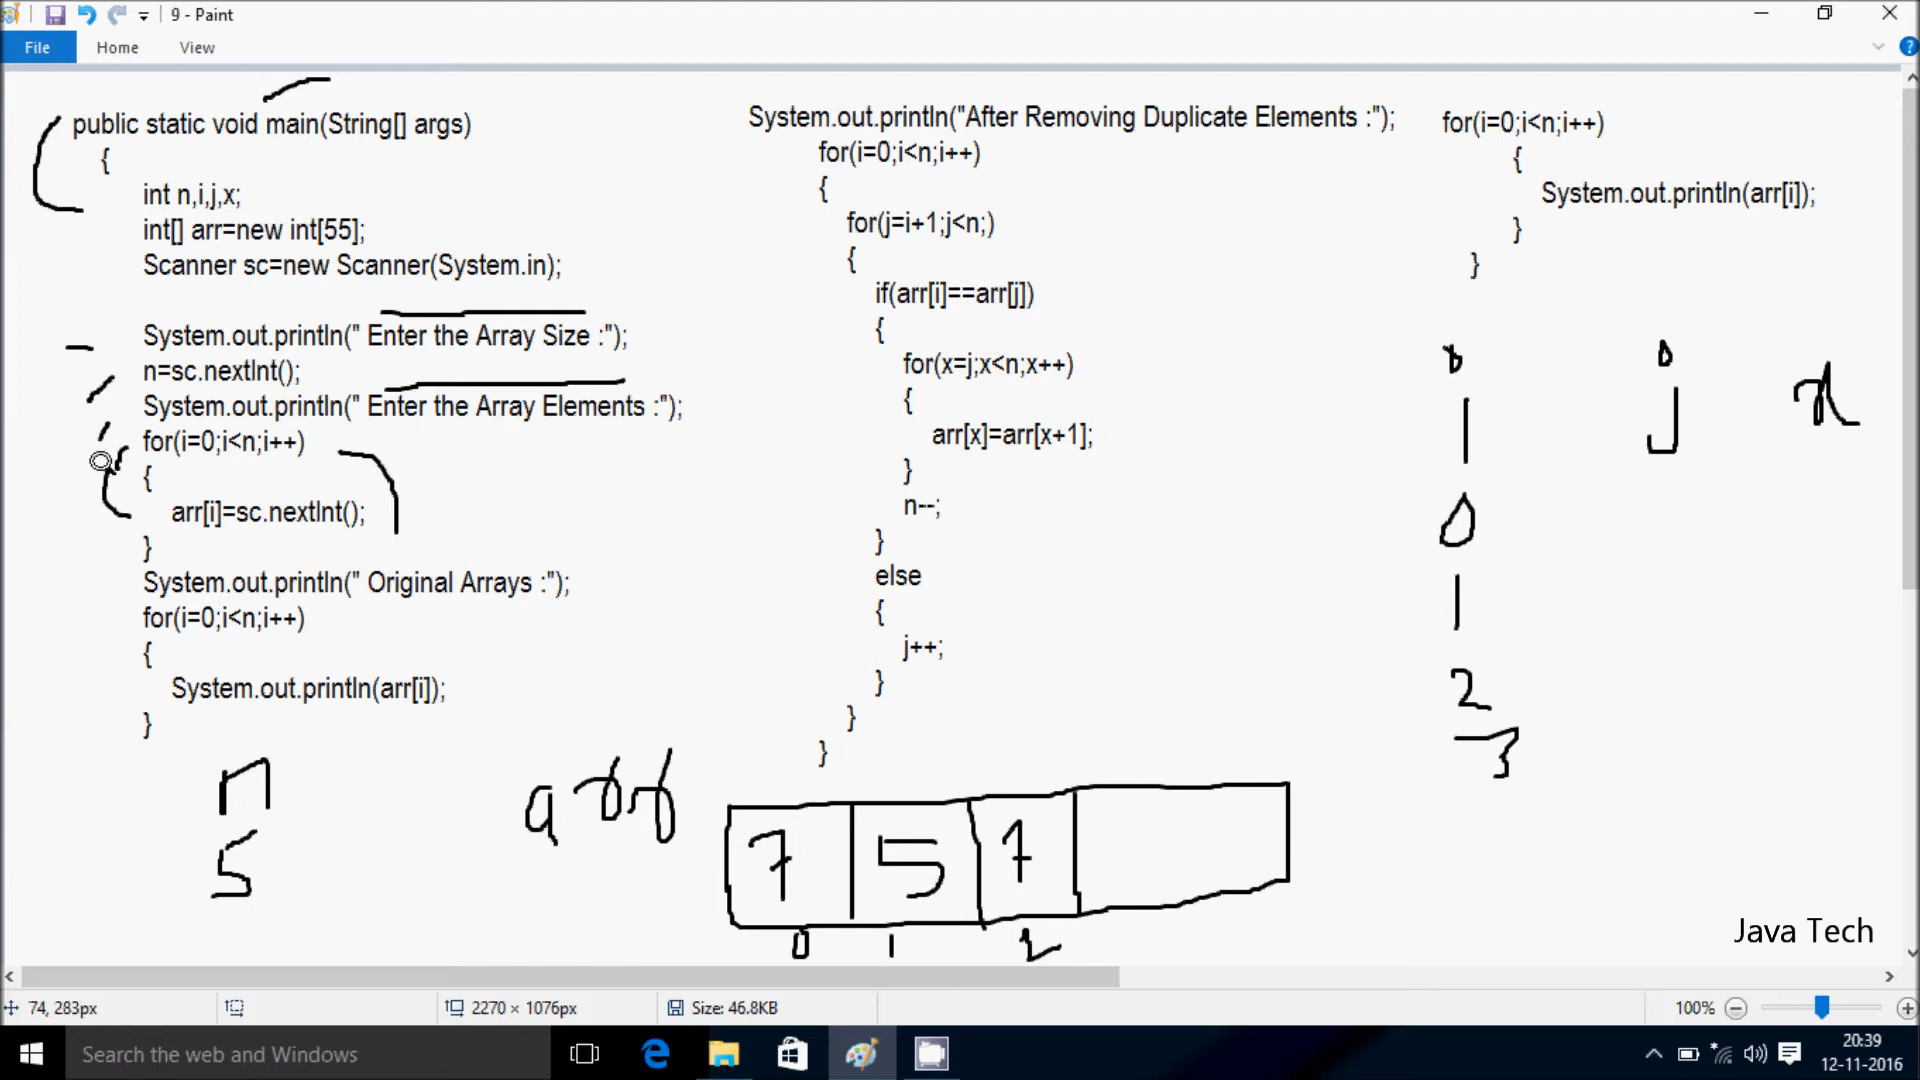 9 - Paint
File Home View
public static void main(String[] args)
{
int n,i,j,x;
int[] arr=new int[55];
Scanner sc=new Scanner(System.in);
System.out.println(" Enter the Array Size :");
n=sc.nextInt();
System.out.println(" Enter the Array Elements :");
for(i=0;i<n;i++)
{
arr[i]=sc.nextInt();
}
System.out.println(" Original Arrays :");
for(i=0;i<n;i++)
{
System.out.println(arr[i]);
}
System.out.println("After Removing Duplicate Elements :");
for(i=0;i<n;i++)
{
for(j=i+1;j<n;)
{
if(arr[i]==arr[j])
{
for(x=j;x<n;x++)
{
arr[x]=arr[x+1];
}
n--;
}
else
{
j++;
}
}
}
for(i=0;i<n;i++)
{
System.out.println(arr[i]);
}
}
i j x
0
1
2
3
n
5
arr
7 5 7
0 1 2
Java Tech
74, 283px
2270 × 1076px
Size: 46.8KB
100%
Search the web and Windows
20:39
12-11-2016